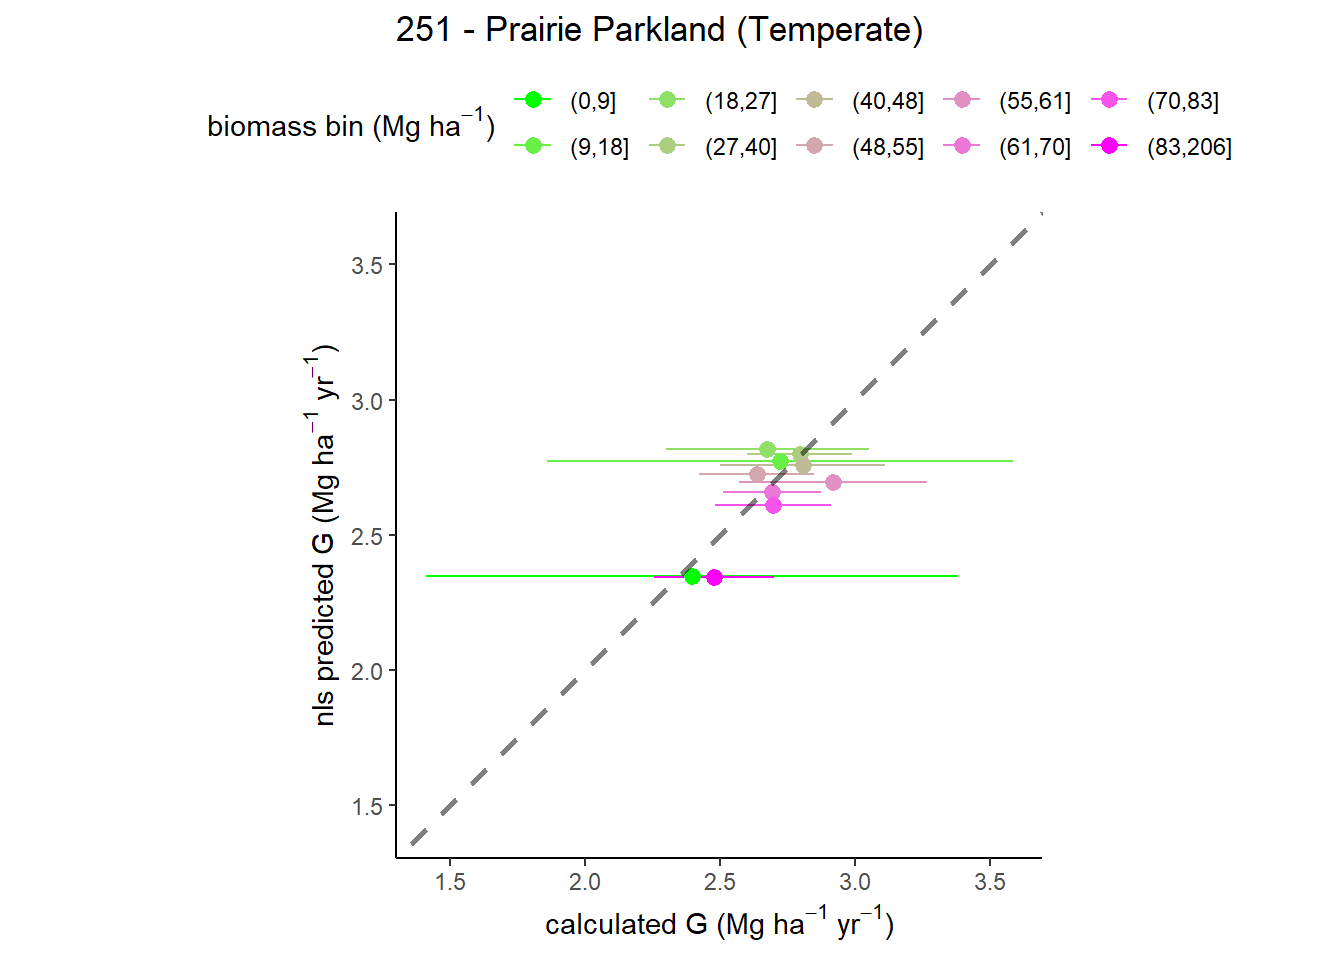 251 - Prairie Parkland (Temperate)
biomass bin (Mg ha⁻¹)
(0,9] (18,27] (40,48] (55,61] (70,83]
(9,18] (27,40] (48,55] (61,70] (83,206]
nls predicted G (Mg ha⁻¹ yr⁻¹)
3.5
3.0
2.5
2.0
1.5
1.5 2.0 2.5 3.0 3.5
calculated G (Mg ha⁻¹ yr⁻¹)